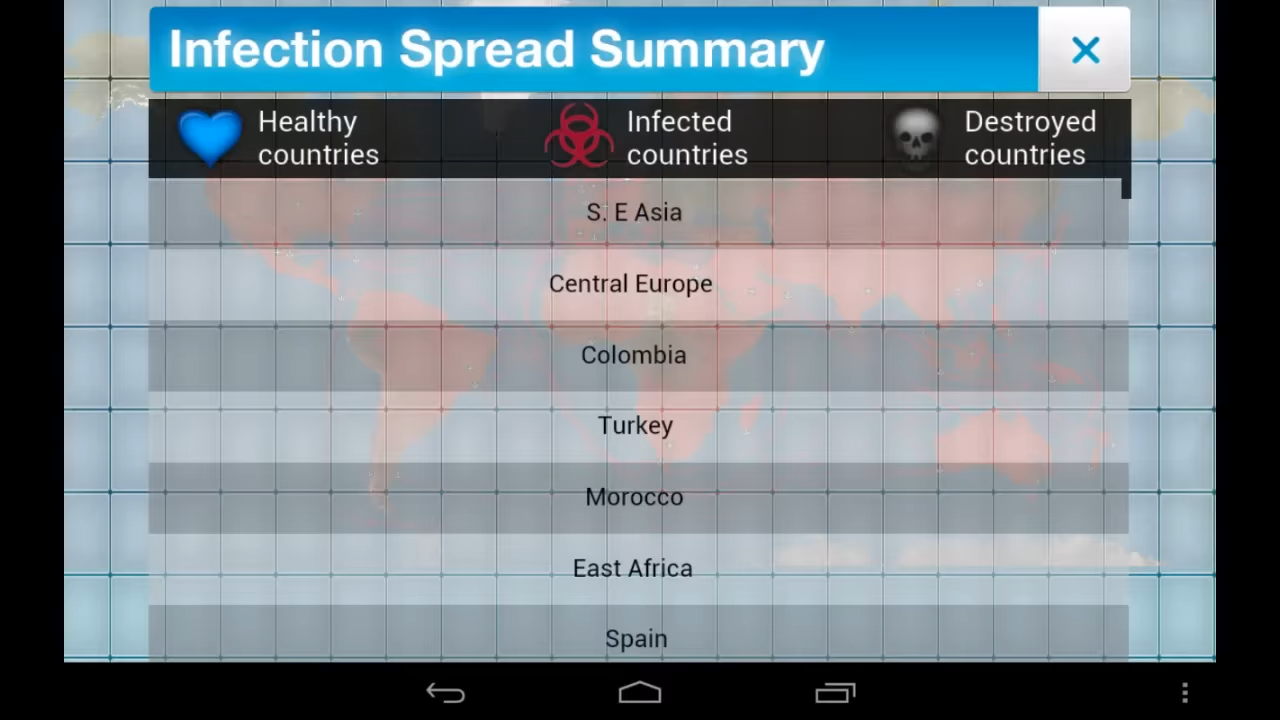 Infection Spread Summary
Healthy
countries
Infected
countries
Destroyed
countries
S. E Asia
Central Europe
Colombia
Turkey
Morocco
East Africa
Spain